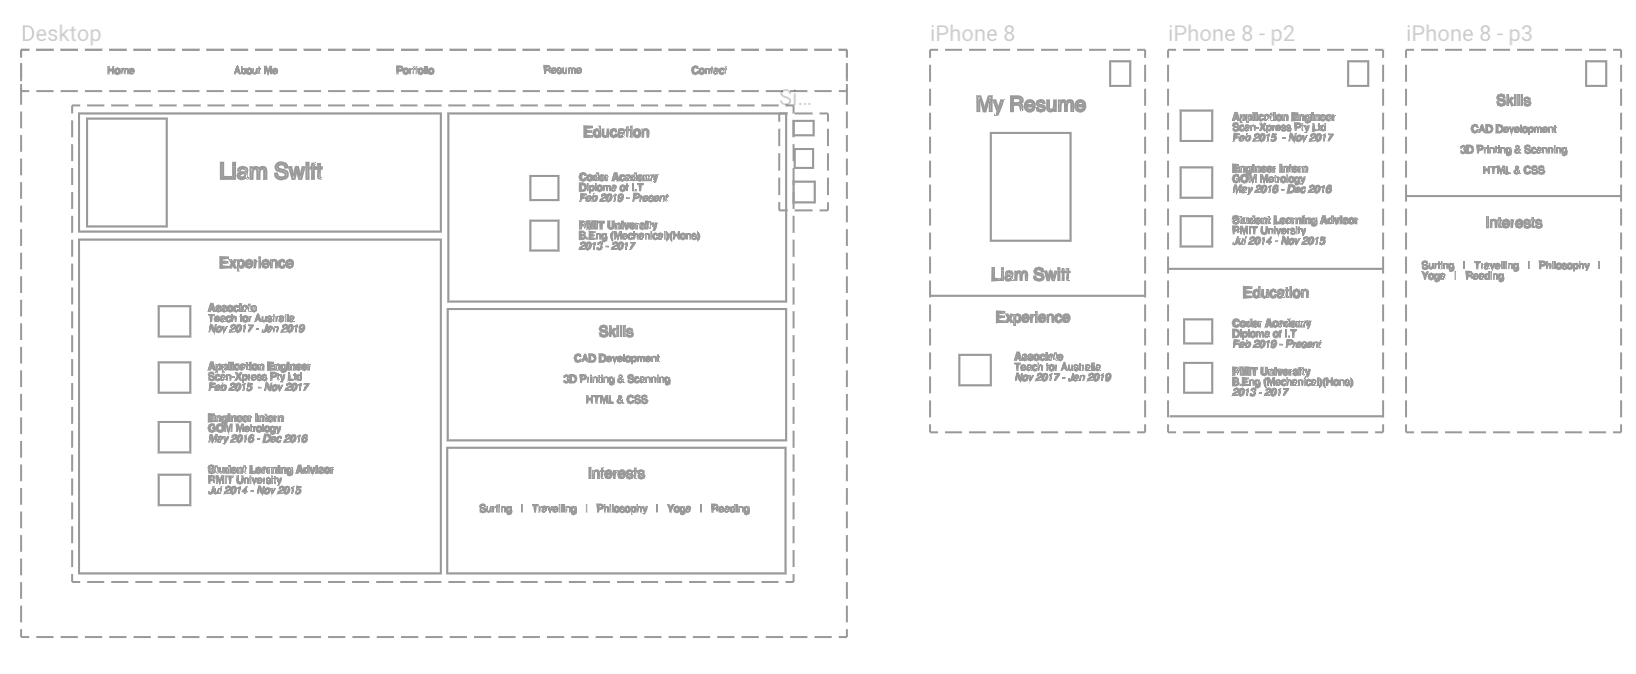 Desktop
Home About Me Portfolio Resume Contact
Liam Swift
Experience
Associate
Teach for Australia
Nov 2017 - Jan 2019
Application Engineer
Scan-Xpress Pty Ltd
Feb 2015 - Nov 2017
Engineer Intern
GOM Metrology
May 2016 - Dec 2016
Student Learning Advisor
RMIT University
Jul 2014 - Nov 2015
Education
Coder Academy
Diploma of I.T
Feb 2019 - Present
RMIT University
B.Eng (Mechanical)(Hons)
2013 - 2017
Skills
CAD Development
3D Printing & Scanning
HTML & CSS
Interests
Surfing | Travelling | Philosophy | Yoga | Reading
iPhone 8
My Resume
Liam Swift
Experience
Associate
Teach for Australia
Nov 2017 - Jan 2019
iPhone 8 - p2
Application Engineer
Scan-Xpress Pty Ltd
Feb 2015 - Nov 2017
Engineer Intern
GOM Metrology
May 2016 - Dec 2016
Student Learning Advisor
RMIT University
Jul 2014 - Nov 2015
Education
Coder Academy
Diploma of I.T
Feb 2019 - Present
RMIT University
B.Eng (Mechanical)(Hons)
2013 - 2017
iPhone 8 - p3
Skills
CAD Development
3D Printing & Scanning
HTML & CSS
Interests
Surfing | Travelling | Philosophy |
Yoga | Reading